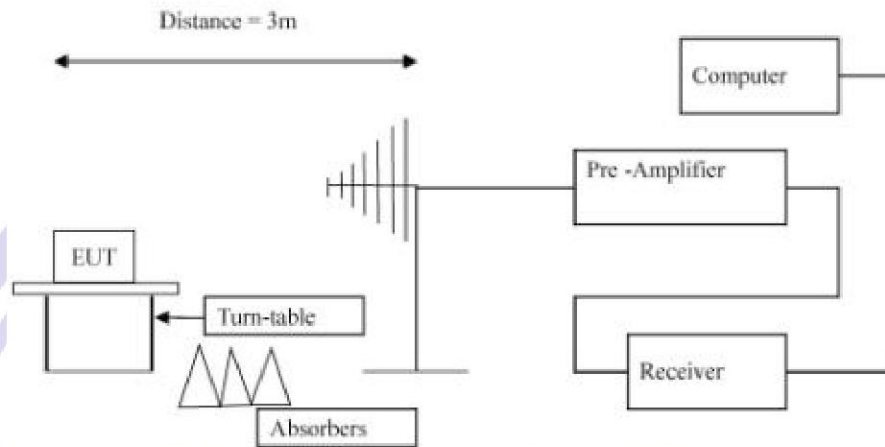 Distance = 3m
Computer
Pre -Amplifier
EUT
Turn-table
Receiver
Absorbers